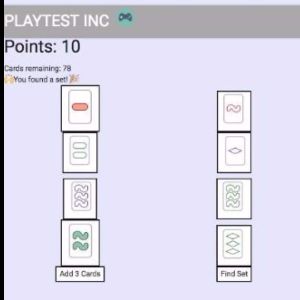 PLAYTEST INC 🎮
Points: 10
Cards remaining: 78
🎊You found a set!🎉
Add 3 Cards
Find Set